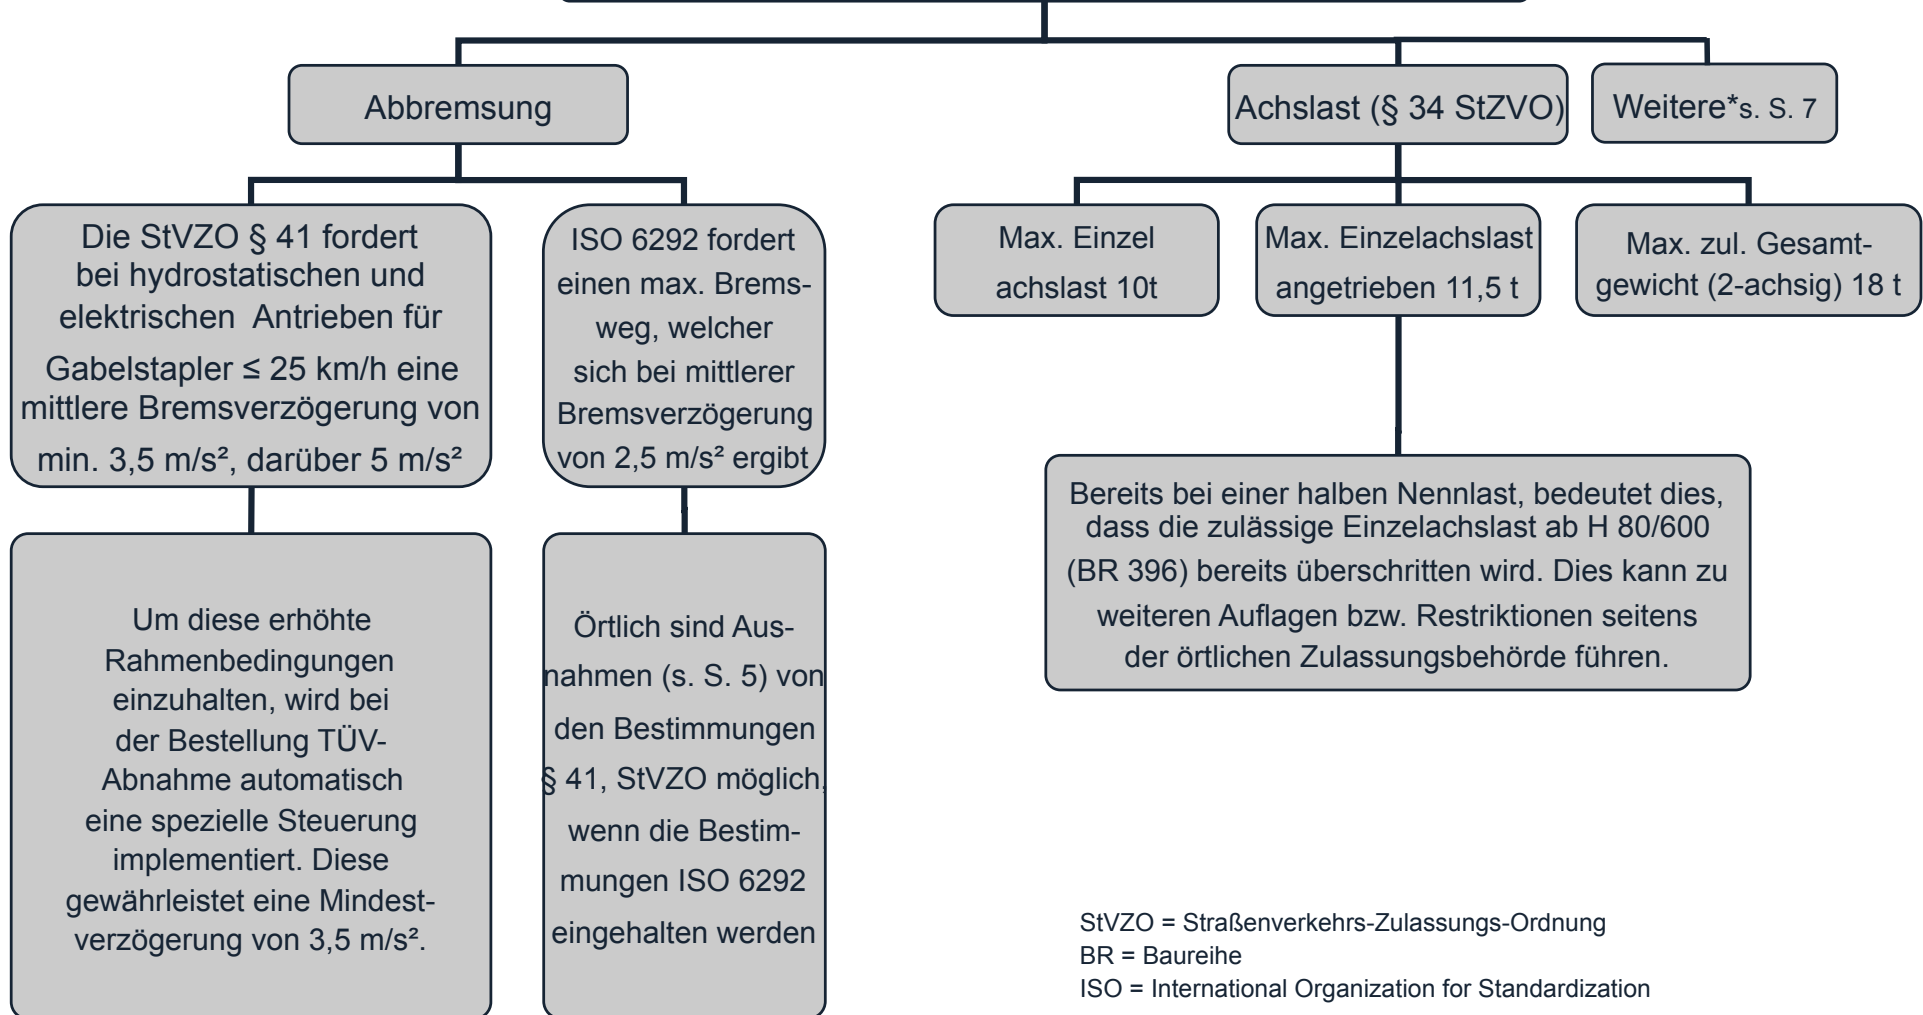 Abbremsung
Achslast (§ 34 StZVO)
Weitere*s. S. 7
Die StVZO § 41 fordert
bei hydrostatischen und
elektrischen Antrieben für
Gabelstapler ≤ 25 km/h eine
mittlere Bremsverzögerung von
min. 3,5 m/s², darüber 5 m/s²
ISO 6292 fordert
einen max. Brems-
weg, welcher
sich bei mittlerer
Bremsverzögerung
von 2,5 m/s² ergibt
Max. Einzel
achslast 10t
Max. Einzelachslast
angetrieben 11,5 t
Max. zul. Gesamt-
gewicht (2-achsig) 18 t
Um diese erhöhte
Rahmenbedingungen
einzuhalten, wird bei
der Bestellung TÜV-
Abnahme automatisch
eine spezielle Steuerung
implementiert. Diese
gewährleistet eine Mindest-
verzögerung von 3,5 m/s².
Örtlich sind Aus-
nahmen (s. S. 5) von
den Bestimmungen
§ 41, StVZO möglich,
wenn die Bestim-
mungen ISO 6292
eingehalten werden
Bereits bei einer halben Nennlast, bedeutet dies,
dass die zulässige Einzelachslast ab H 80/600
(BR 396) bereits überschritten wird. Dies kann zu
weiteren Auflagen bzw. Restriktionen seitens
der örtlichen Zulassungsbehörde führen.
StVZO = Straßenverkehrs-Zulassungs-Ordnung
BR = Baureihe
ISO = International Organization for Standardization